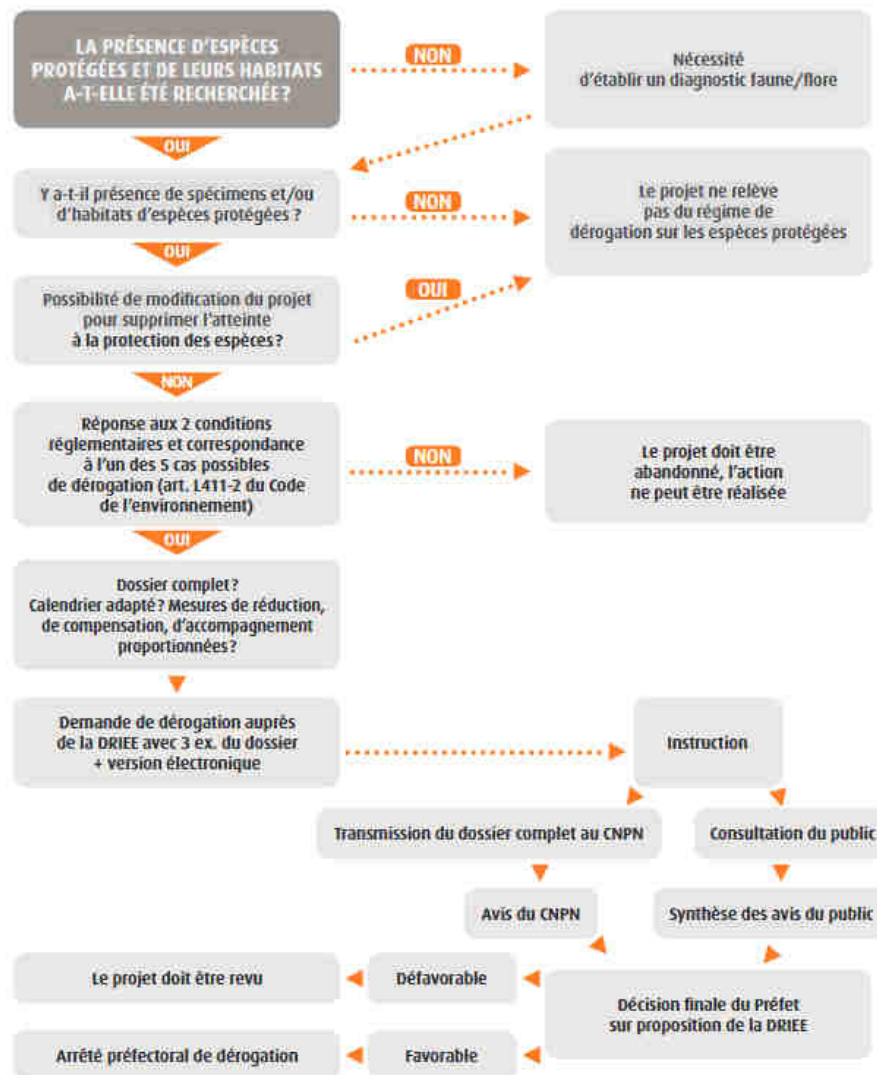 LA PRÉSENCE D'ESPÈCES
PROTÉGÉES ET DE LEURS HABITATS
A-T-ELLE ÉTÉ RECHERCHÉE ?
NON
Nécessité
d'établir un diagnostic faune/flore
OUI
Y a-t-il présence de spécimens et/ou
d'habitats d'espèces protégées ?
NON
Le projet ne relève
pas du régime de
dérogation sur les espèces protégées
OUI
Possibilité de modification du projet
pour supprimer l'atteinte
à la protection des espèces ?
OUI
NON
Réponse aux 2 conditions
réglementaires et correspondance
à l'un des 5 cas possibles
de dérogation (art. L411-2 du Code
de l'environnement)
NON
Le projet doit être
abandonné, l'action
ne peut être réalisée
OUI
Dossier complet ?
Calendrier adapté ? Mesures de réduction,
de compensation, d'accompagnement
proportionnées ?
Demande de dérogation auprès
de la DRIEE avec 3 ex. du dossier
+ version électronique
Instruction
Transmission du dossier complet au CNPN
Consultation du public
Avis du CNPN
Synthèse des avis du public
Le projet doit être revu
Défavorable
Décision finale du Préfet
sur proposition de la DRIEE
Arrêté préfectoral de dérogation
Favorable